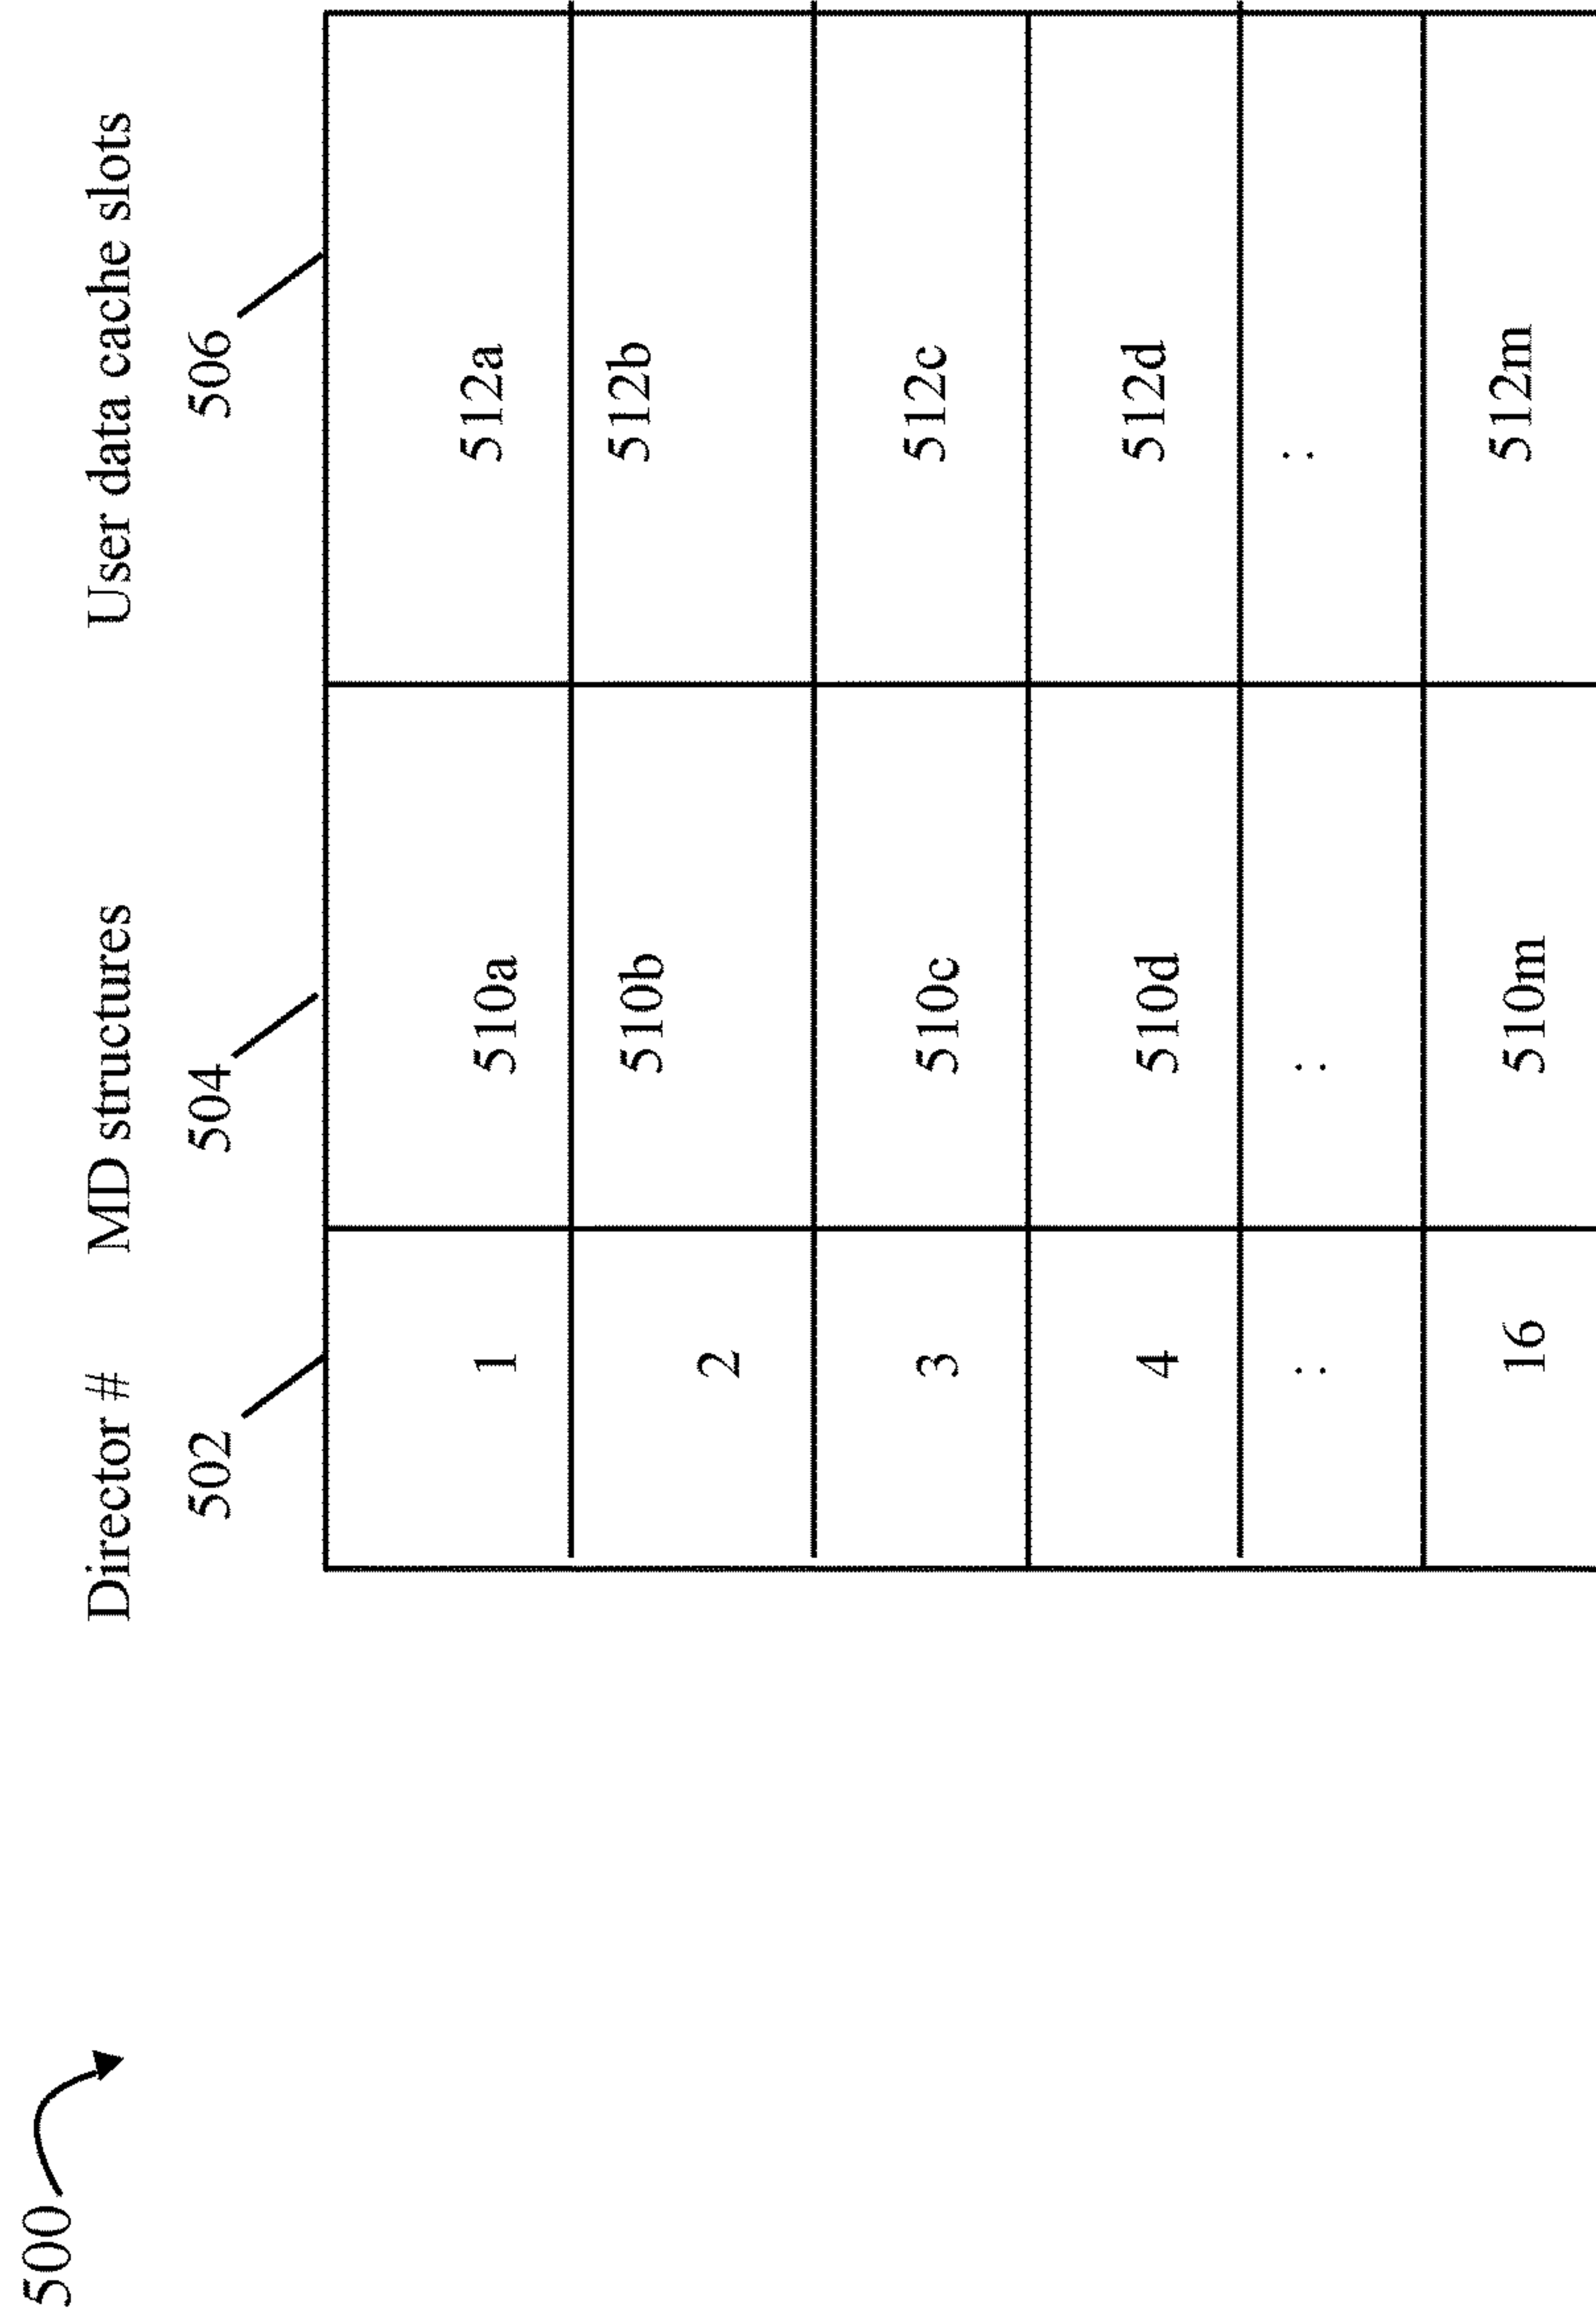 500
Director # MD structures User data cache slots
502 504 506
1 510a 512a
2 510b 512b
3 510c 512c
4 510d 512d
: : :
16 510m 512m